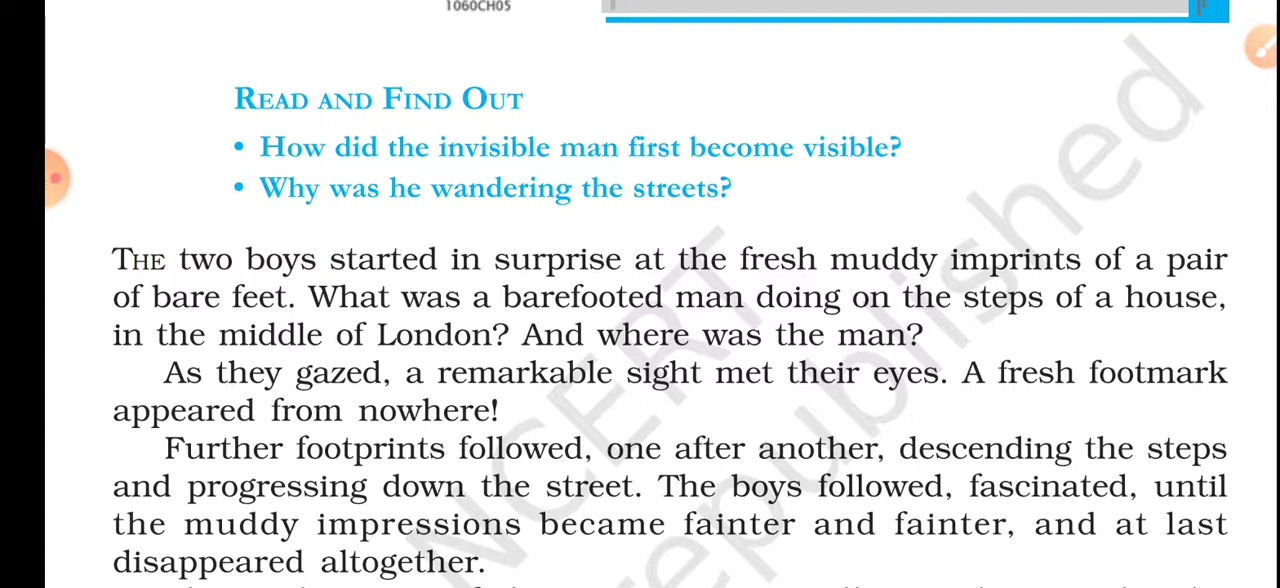 1060CH05
READ AND FIND OUT
• How did the invisible man first become visible?
• Why was he wandering the streets?
THE two boys started in surprise at the fresh muddy imprints of a pair
of bare feet. What was a barefooted man doing on the steps of a house,
in the middle of London? And where was the man?
As they gazed, a remarkable sight met their eyes. A fresh footmark
appeared from nowhere!
Further footprints followed, one after another, descending the steps
and progressing down the street. The boys followed, fascinated, until
the muddy impressions became fainter and fainter, and at last
disappeared altogether.
NCERT
republished